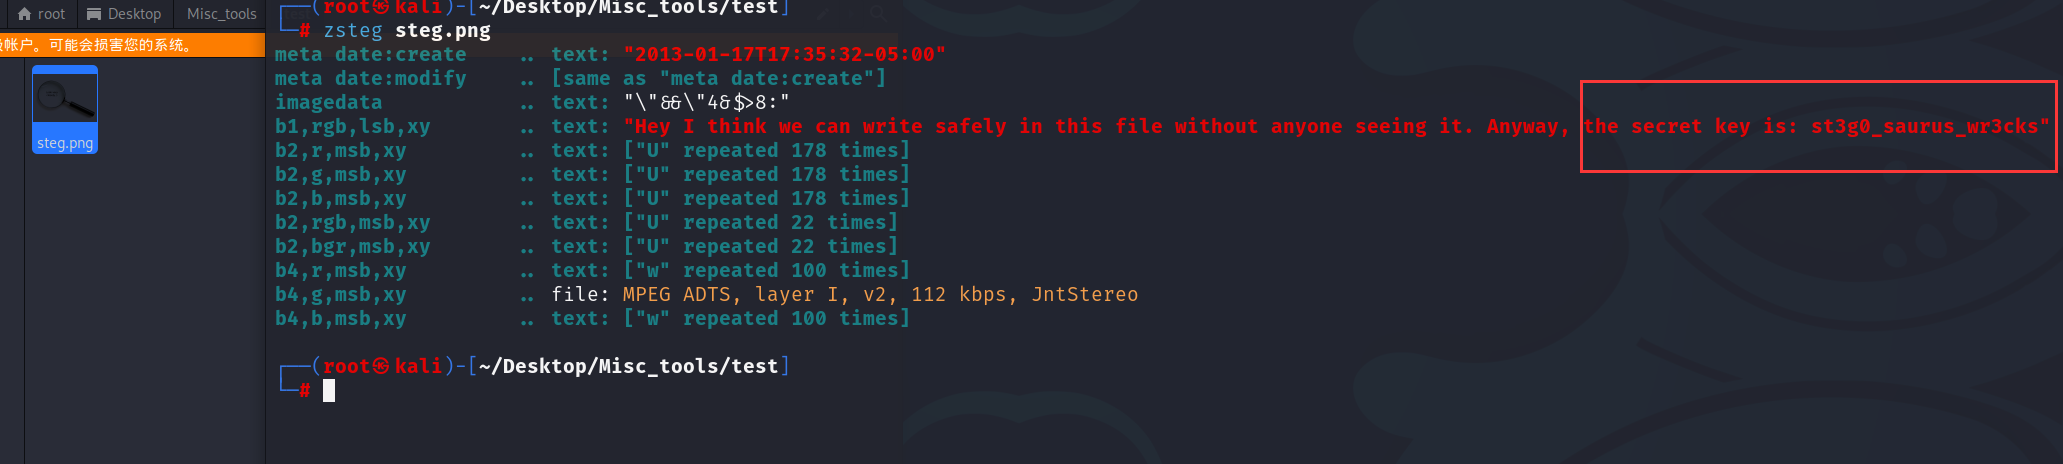 root Desktop Misc_tools
帐户。可能会损害您的系统。
steg.png
┌──(root㉿kali)-[~/Desktop/Misc_tools/test]
└─# zsteg steg.png
meta date:create .. text: "2013-01-17T17:35:32-05:00"
meta date:modify .. [same as "meta date:create"]
imagedata .. text: "\"&&\"4&$>8:"
b1,rgb,lsb,xy .. text: "Hey I think we can write safely in this file without anyone seeing it. Anyway, the secret key is: st3g0_saurus_wr3cks"
b2,r,msb,xy .. text: ["U" repeated 178 times]
b2,g,msb,xy .. text: ["U" repeated 178 times]
b2,b,msb,xy .. text: ["U" repeated 178 times]
b2,rgb,msb,xy .. text: ["U" repeated 22 times]
b2,bgr,msb,xy .. text: ["U" repeated 22 times]
b4,r,msb,xy .. text: ["w" repeated 100 times]
b4,g,msb,xy .. file: MPEG ADTS, layer I, v2, 112 kbps, JntStereo
b4,b,msb,xy .. text: ["w" repeated 100 times]
┌──(root㉿kali)-[~/Desktop/Misc_tools/test]
└─#